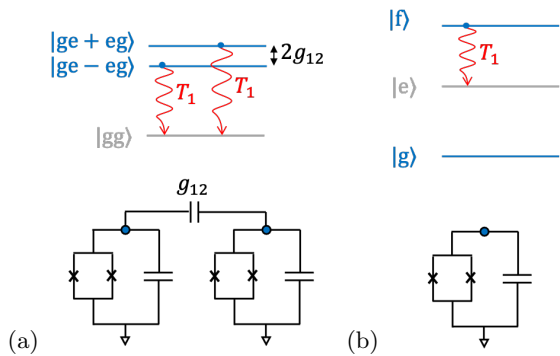 |ge + eg⟩
|ge − eg⟩
2g₁₂
T₁
T₁
|gg⟩
g₁₂
(a)
|f⟩
T₁
|e⟩
|g⟩
(b)